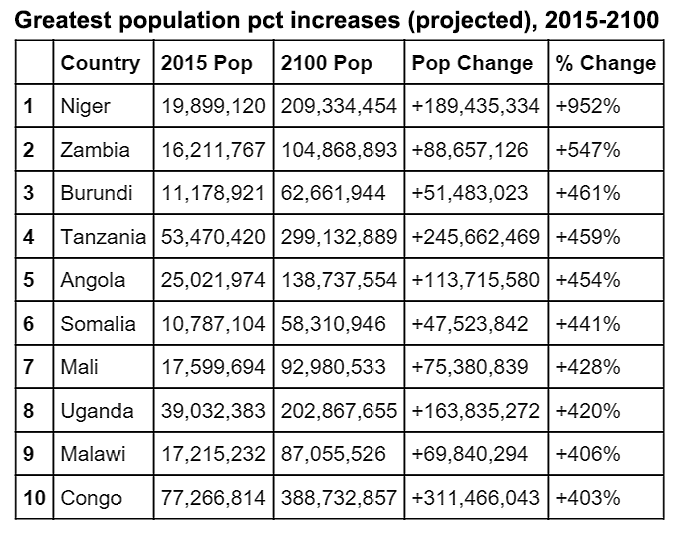 Greatest population pct increases (projected), 2015-2100
Country 2015 Pop 2100 Pop Pop Change % Change
1 Niger 19,899,120 209,334,454 +189,435,334 +952%
2 Zambia 16,211,767 104,868,893 +88,657,126 +547%
3 Burundi 11,178,921 62,661,944 +51,483,023 +461%
4 Tanzania 53,470,420 299,132,889 +245,662,469 +459%
5 Angola 25,021,974 138,737,554 +113,715,580 +454%
6 Somalia 10,787,104 58,310,946 +47,523,842 +441%
7 Mali 17,599,694 92,980,533 +75,380,839 +428%
8 Uganda 39,032,383 202,867,655 +163,835,272 +420%
9 Malawi 17,215,232 87,055,526 +69,840,294 +406%
10 Congo 77,266,814 388,732,857 +311,466,043 +403%